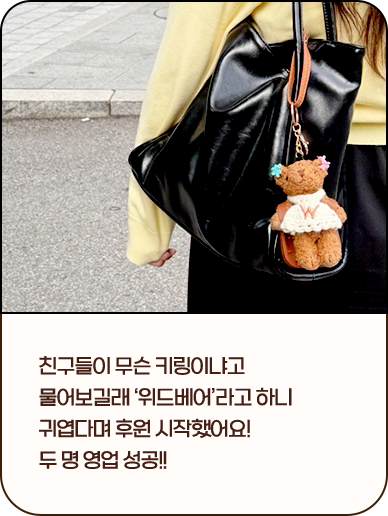 친구들이 무슨 키링이냐고
물어보길래 ‘위드베어’라고 하니
귀엽다며 후원 시작했어요!
두 명 영업 성공!!